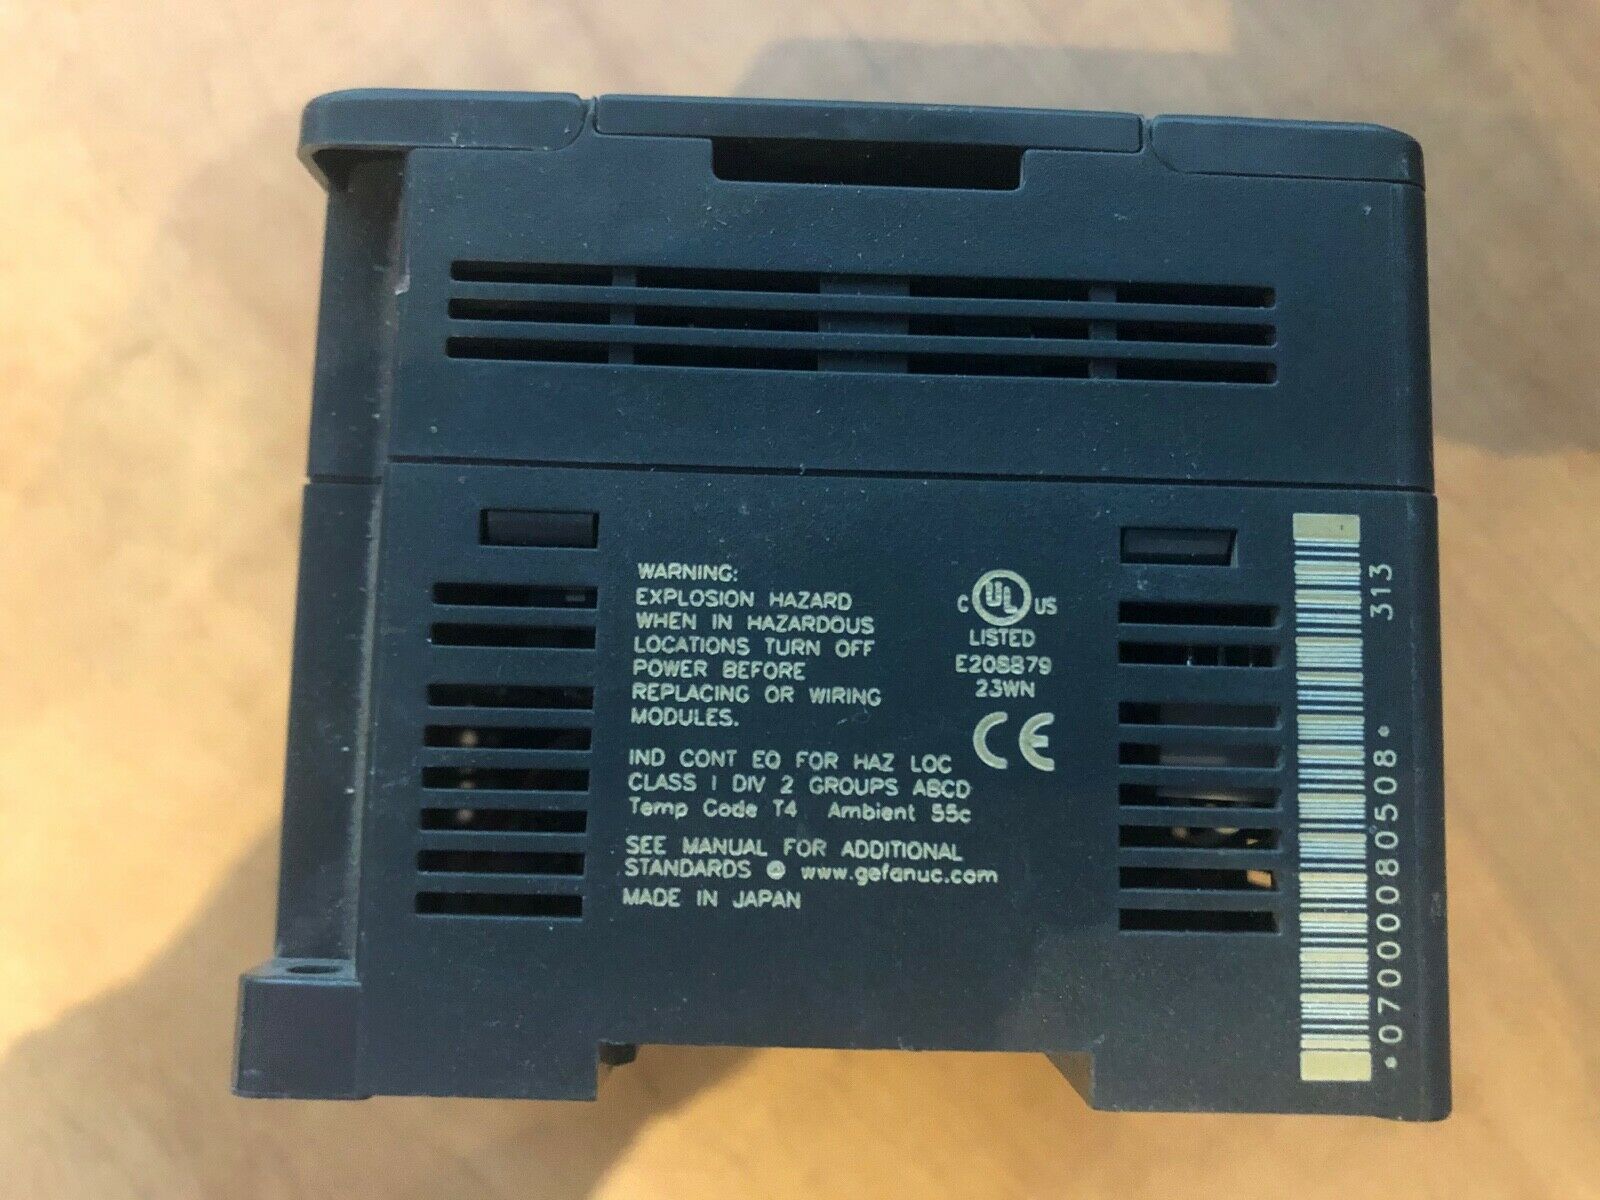 WARNING:
EXPLOSION HAZARD
WHEN IN HAZARDOUS
LOCATIONS TURN OFF
POWER BEFORE
REPLACING OR WIRING
MODULES.
IND CONT EQ FOR HAZ LOC
CLASS I DIV 2 GROUPS ABCD
Temp Code T4 Ambient 55c
SEE MANUAL FOR ADDITIONAL
STANDARDS @ www.gefanuc.com
MADE IN JAPAN
C UL US
LISTED
E208879
23WN
CE
313
*0700080508*